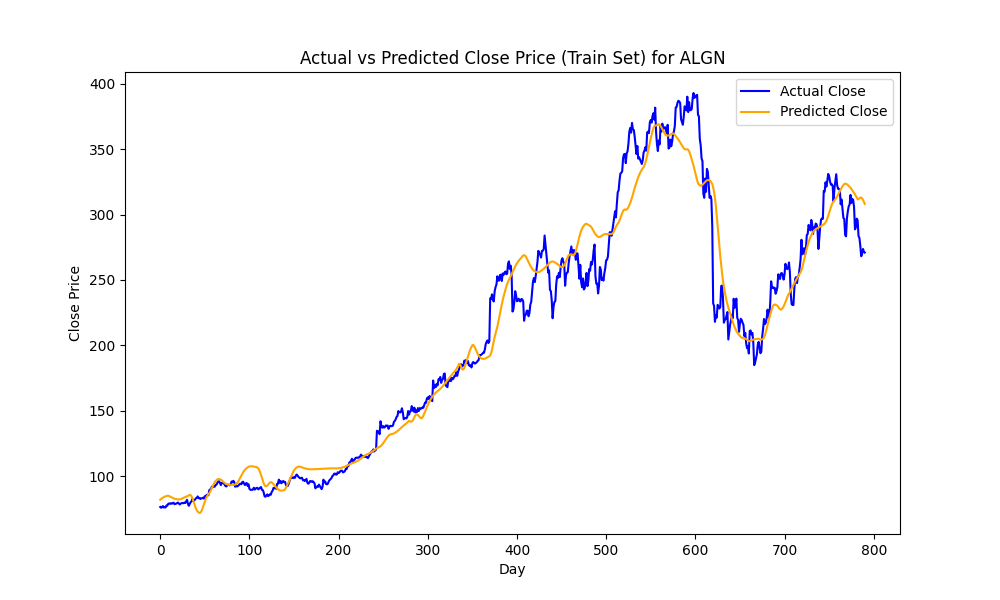 Actual vs Predicted Close Price (Train Set) for ALGN
Actual Close
Predicted Close
Close Price
400
350
300
250
200
150
100
0 100 200 300 400 500 600 700 800
Day